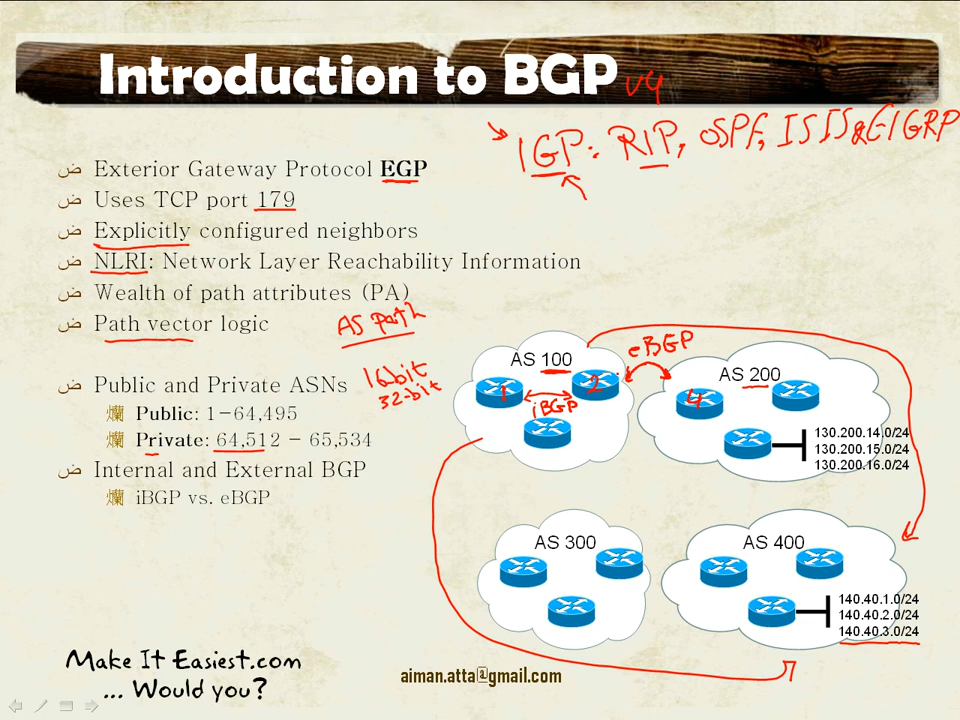 Introduction to BGP v4
IGP: RIP, OSPF, ISIS & EIGRP
ض Exterior Gateway Protocol EGP
ض Uses TCP port 179
ض Explicitly configured neighbors
ض NLRI: Network Layer Reachability Information
ض Wealth of path attributes (PA)
ض Path vector logic
AS path
ض Public and Private ASNs
16bit
32-bit
爛 Public: 1-64,495
爛 Private: 64,512 - 65,534
ض Internal and External BGP
爛 iBGP vs. eBGP
AS 100
1
2
iBGP
eBGP
AS 200
4
130.200.14.0/24
130.200.15.0/24
130.200.16.0/24
AS 300
AS 400
140.40.1.0/24
140.40.2.0/24
140.40.3.0/24
Make It Easiest.com
... Would you?
aiman.atta@gmail.com